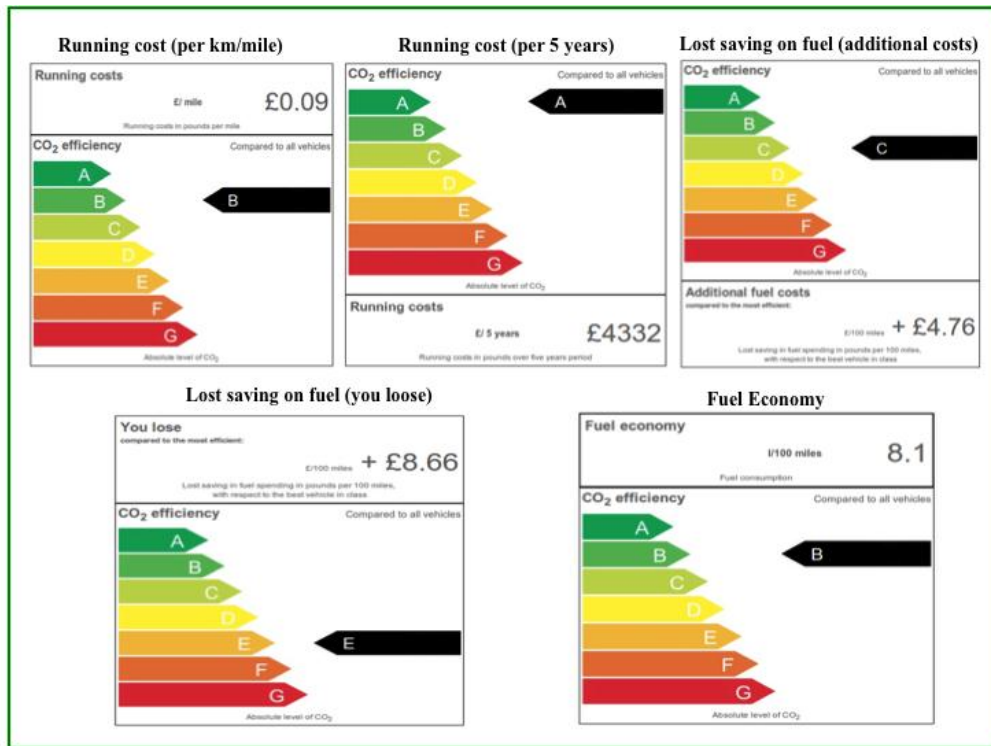 Running cost (per km/mile)
Running costs
£/ mile £0.09
Running costs in pounds per mile
CO₂ efficiency Compared to all vehicles
A
B B
C
D
E
F
G
Absolute level of CO₂
Running cost (per 5 years)
CO₂ efficiency Compared to all vehicles
A A
B
C
D
E
F
G
Absolute level of CO₂
Running costs
£/ 5 years £4332
Running costs in pounds over five years period
Lost saving on fuel (additional costs)
CO₂ efficiency Compared to all vehicles
A
B
C C
D
E
F
G
Absolute level of CO₂
Additional fuel costs
compared to the most efficient:
£/100 miles + £4.76
Lost saving in fuel spending in pounds per 100 miles,
with respect to the best vehicle in class
Lost saving on fuel (you loose)
You lose
compared to the most efficient:
£/100 miles + £8.66
Lost saving in fuel spending in pounds per 100 miles,
with respect to the best vehicle in class
CO₂ efficiency Compared to all vehicles
A
B
C
D
E E
F
G
Absolute level of CO₂
Fuel Economy
Fuel economy
l/100 miles 8.1
Fuel consumption
CO₂ efficiency Compared to all vehicles
A
B B
C
D
E
F
G
Absolute level of CO₂